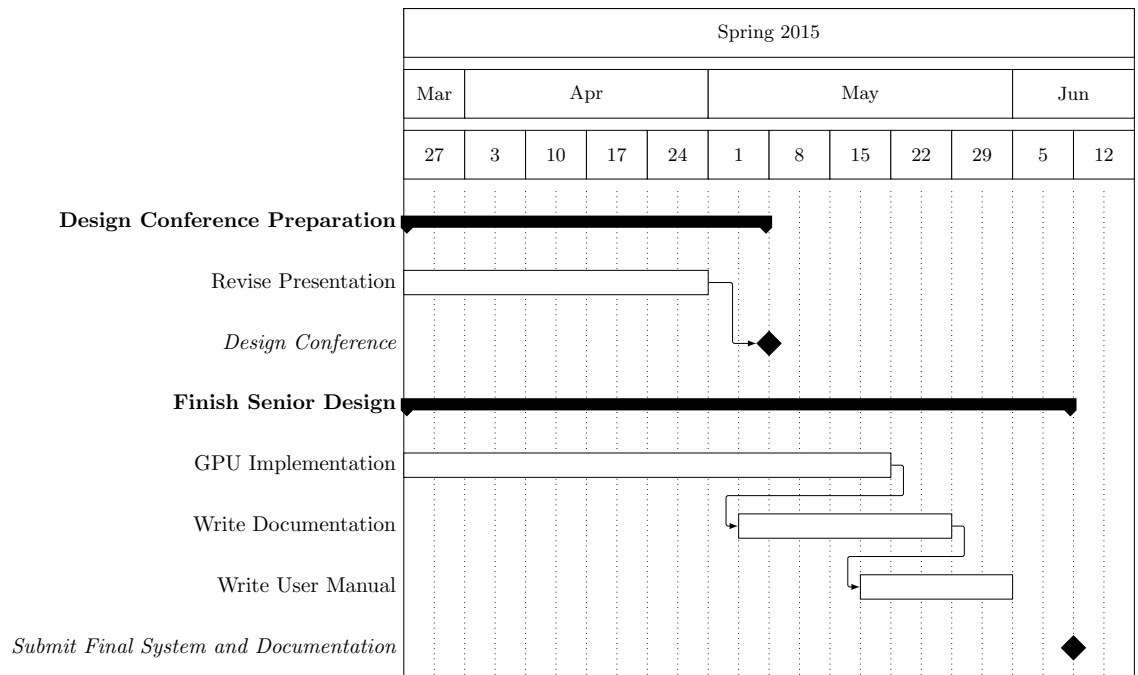 Spring 2015
Mar Apr May Jun
27 3 10 17 24 1 8 15 22 29 5 12
Design Conference Preparation
Revise Presentation
Design Conference
Finish Senior Design
GPU Implementation
Write Documentation
Write User Manual
Submit Final System and Documentation